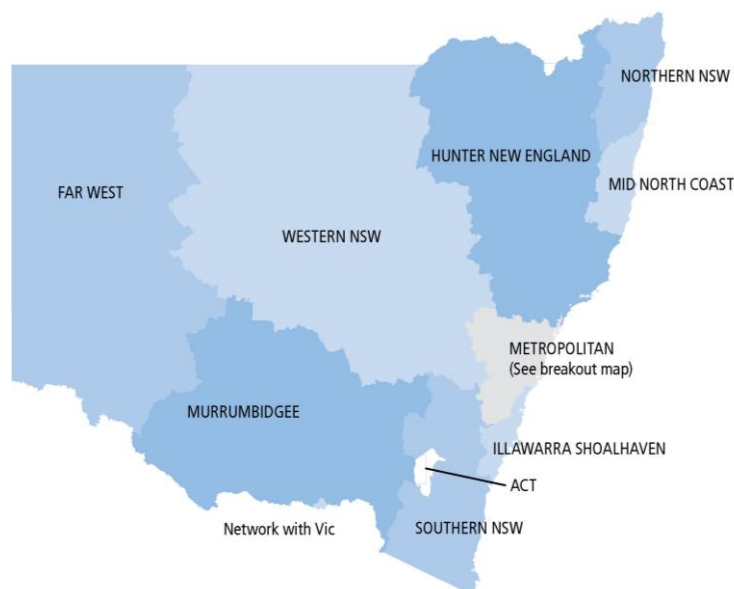 NORTHERN NSW
HUNTER NEW ENGLAND
MID NORTH COAST
FAR WEST
WESTERN NSW
METROPOLITAN
(See breakout map)
MURRUMBIDGEE
ILLAWARRA SHOALHAVEN
ACT
Network with Vic
SOUTHERN NSW